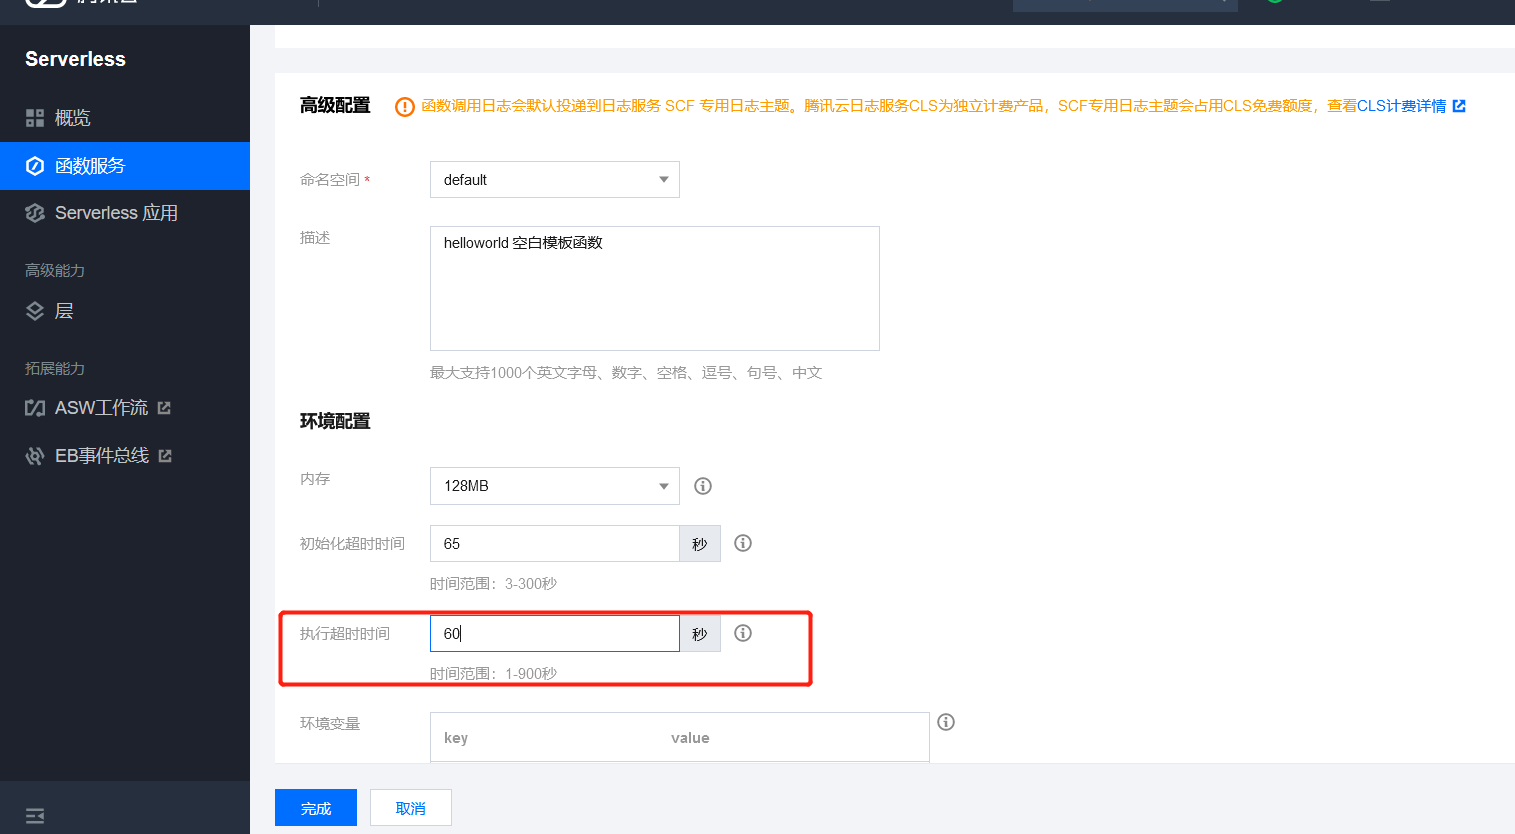 Serverless
概览
函数服务
Serverless 应用
高级能力
层
拓展能力
ASW工作流
EB事件总线
高级配置
函数调用日志会默认投递到日志服务 SCF 专用日志主题。腾讯云日志服务CLS为独立计费产品，SCF专用日志主题会占用CLS免费额度，查看CLS计费详情
命名空间 *
default
描述
helloworld 空白模板函数
最大支持1000个英文字母、数字、空格、逗号、句号、中文
环境配置
内存
128MB
初始化超时时间
65
秒
时间范围：3-300秒
执行超时时间
60
秒
时间范围：1-900秒
环境变量
key
value
完成
取消